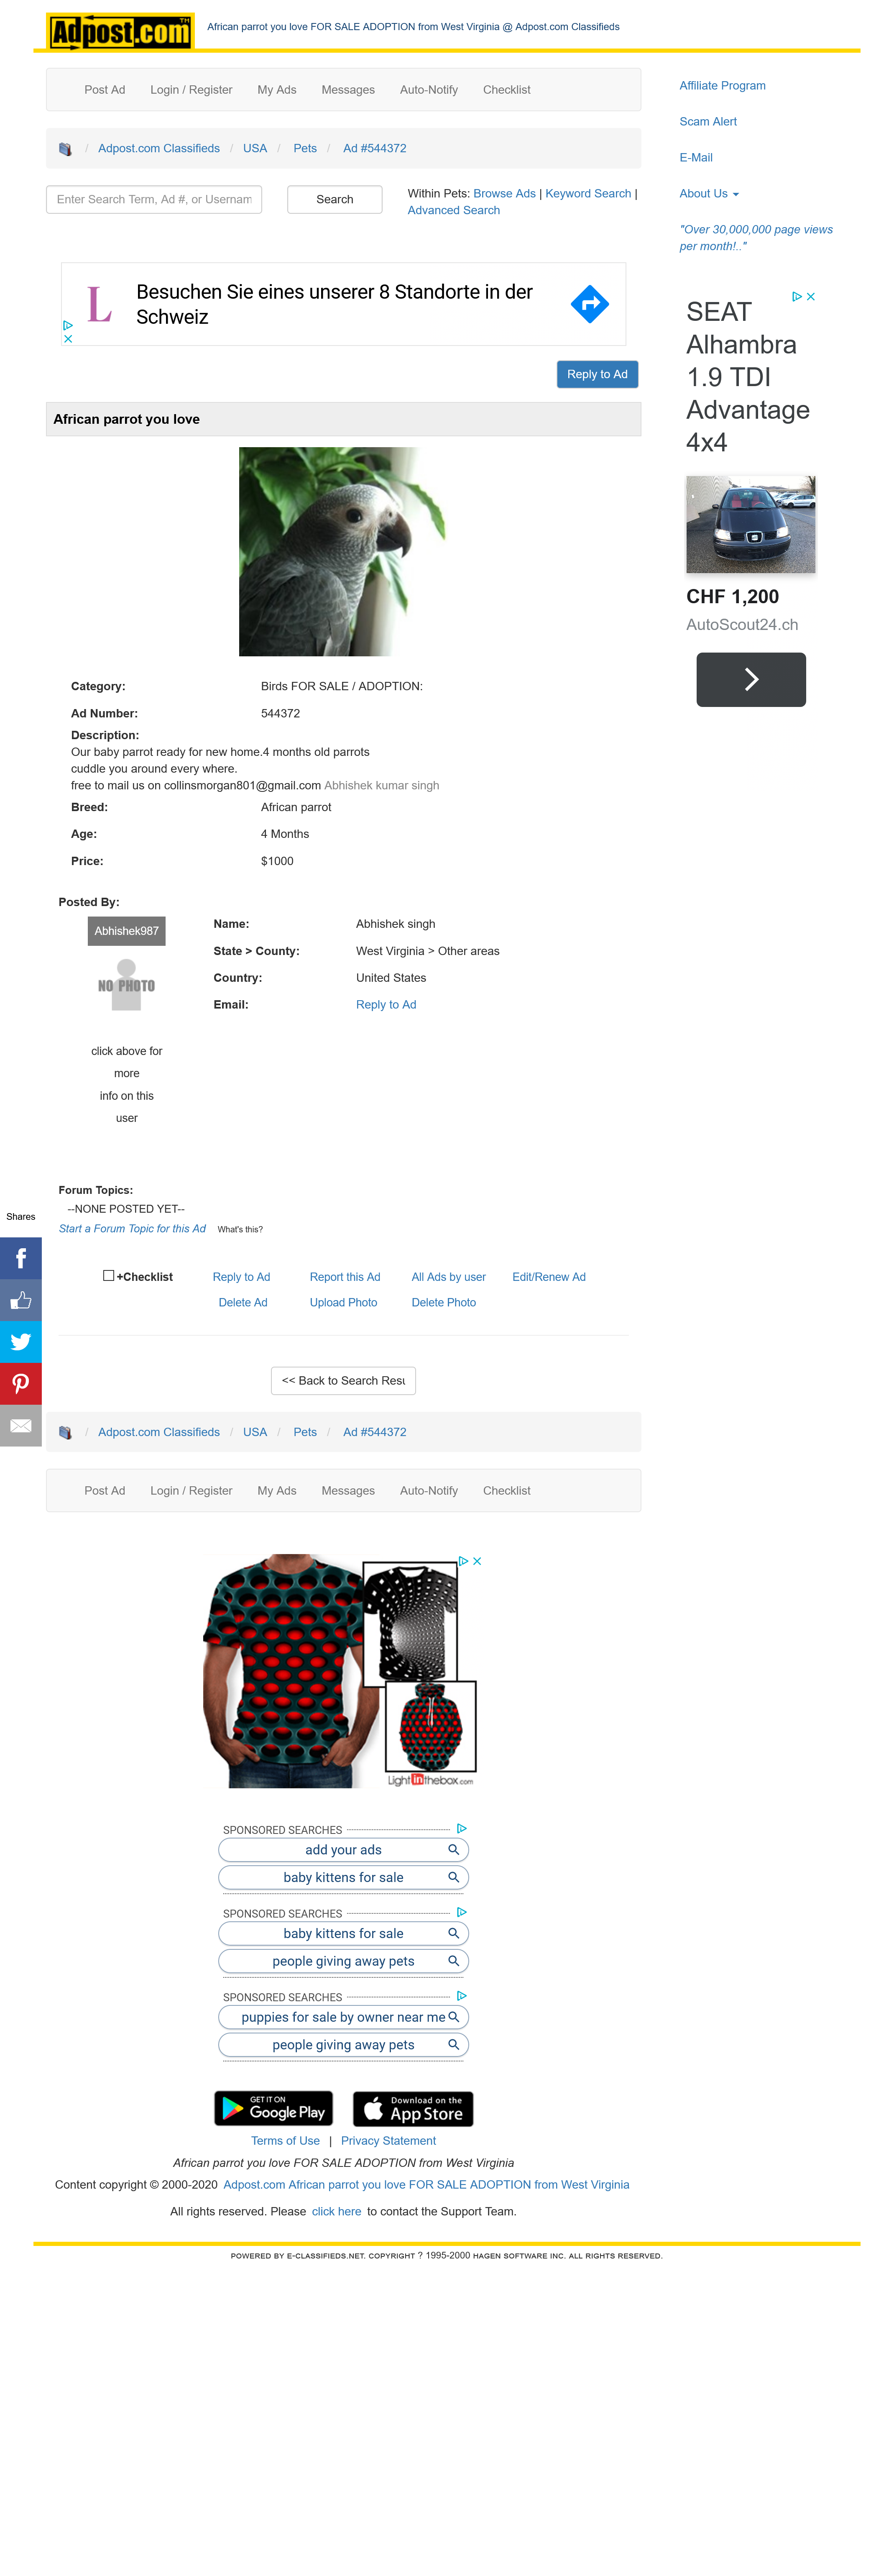 Adpost.com TM
African parrot you love FOR SALE ADOPTION from West Virginia @ Adpost.com Classifieds
Post Ad Login / Register My Ads Messages Auto-Notify Checklist
/ Adpost.com Classifieds / USA / Pets / Ad #544372
Enter Search Term, Ad #, or Usernam
Search
Within Pets: Browse Ads | Keyword Search |
Advanced Search
Affiliate Program
Scam Alert
E-Mail
About Us
"Over 30,000,000 page views
per month!.."
L
Besuchen Sie eines unserer 8 Standorte in der
Schweiz
Reply to Ad
SEAT
Alhambra
1.9 TDI
Advantage
4x4
CHF 1,200
AutoScout24.ch
African parrot you love
Category: Birds FOR SALE / ADOPTION:
Ad Number: 544372
Description:
Our baby parrot ready for new home.4 months old parrots
cuddle you around every where.
free to mail us on collinsmorgan801@gmail.com Abhishek kumar singh
Breed: African parrot
Age: 4 Months
Price: $1000
Posted By:
Abhishek987
NO PHOTO
click above for
more
info on this
user
Name: Abhishek singh
State > County: West Virginia > Other areas
Country: United States
Email: Reply to Ad
Forum Topics:
--NONE POSTED YET--
Start a Forum Topic for this Ad What's this?
Shares
+Checklist Reply to Ad Report this Ad All Ads by user Edit/Renew Ad
Delete Ad Upload Photo Delete Photo
<< Back to Search Resu
/ Adpost.com Classifieds / USA / Pets / Ad #544372
Post Ad Login / Register My Ads Messages Auto-Notify Checklist
Lightinthebox.com
SPONSORED SEARCHES
add your ads
baby kittens for sale
SPONSORED SEARCHES
baby kittens for sale
people giving away pets
SPONSORED SEARCHES
puppies for sale by owner near me
people giving away pets
GET IT ON
Google Play
Download on the
App Store
Terms of Use | Privacy Statement
African parrot you love FOR SALE ADOPTION from West Virginia
Content copyright © 2000-2020 Adpost.com African parrot you love FOR SALE ADOPTION from West Virginia
All rights reserved. Please click here to contact the Support Team.
POWERED BY E-CLASSIFIEDS.NET. COPYRIGHT ? 1995-2000 HAGEN SOFTWARE INC. ALL RIGHTS RESERVED.